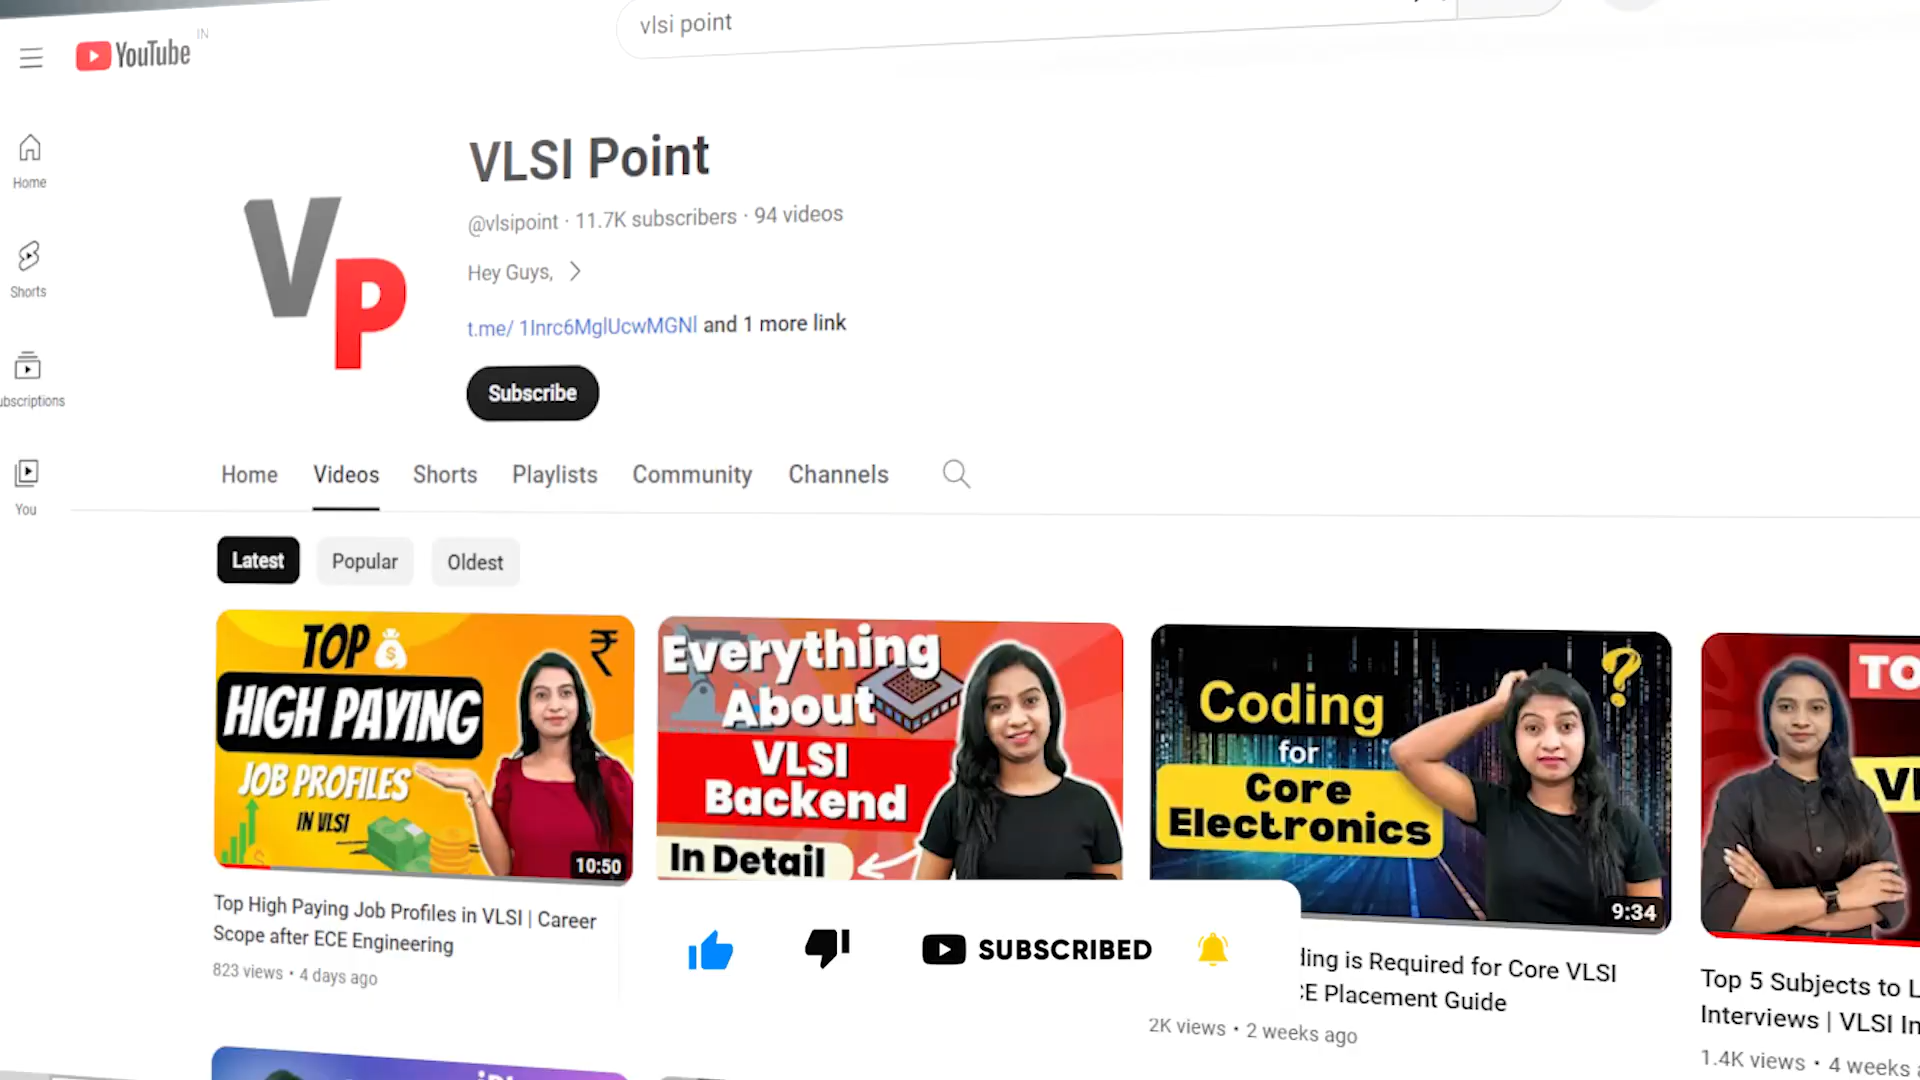 YouTube
IN
vlsi point
Home
Shorts
ubscriptions
You
VP
VLSI Point
@vlsipoint · 11.7K subscribers · 94 videos
Hey Guys,
t.me/ 1Inrc6MglUcwMGNl and 1 more link
Subscribe
Home Videos Shorts Playlists Community Channels
Latest Popular Oldest
TOP
$
₹
HIGH PAYING
JOB PROFILES
IN VLSI
$
10:50
Top High Paying Job Profiles in VLSI | Career
Scope after ECE Engineering
823 views • 4 days ago
Everything
About
VLSI
Backend
In Detail
Coding
for
Core
Electronics
?
9:34
ding is Required for Core VLSI
CE Placement Guide
2K views • 2 weeks ago
TO
VI
Top 5 Subjects to L
Interviews | VLSI In
1.4K views • 4 weeks
SUBSCRIBED